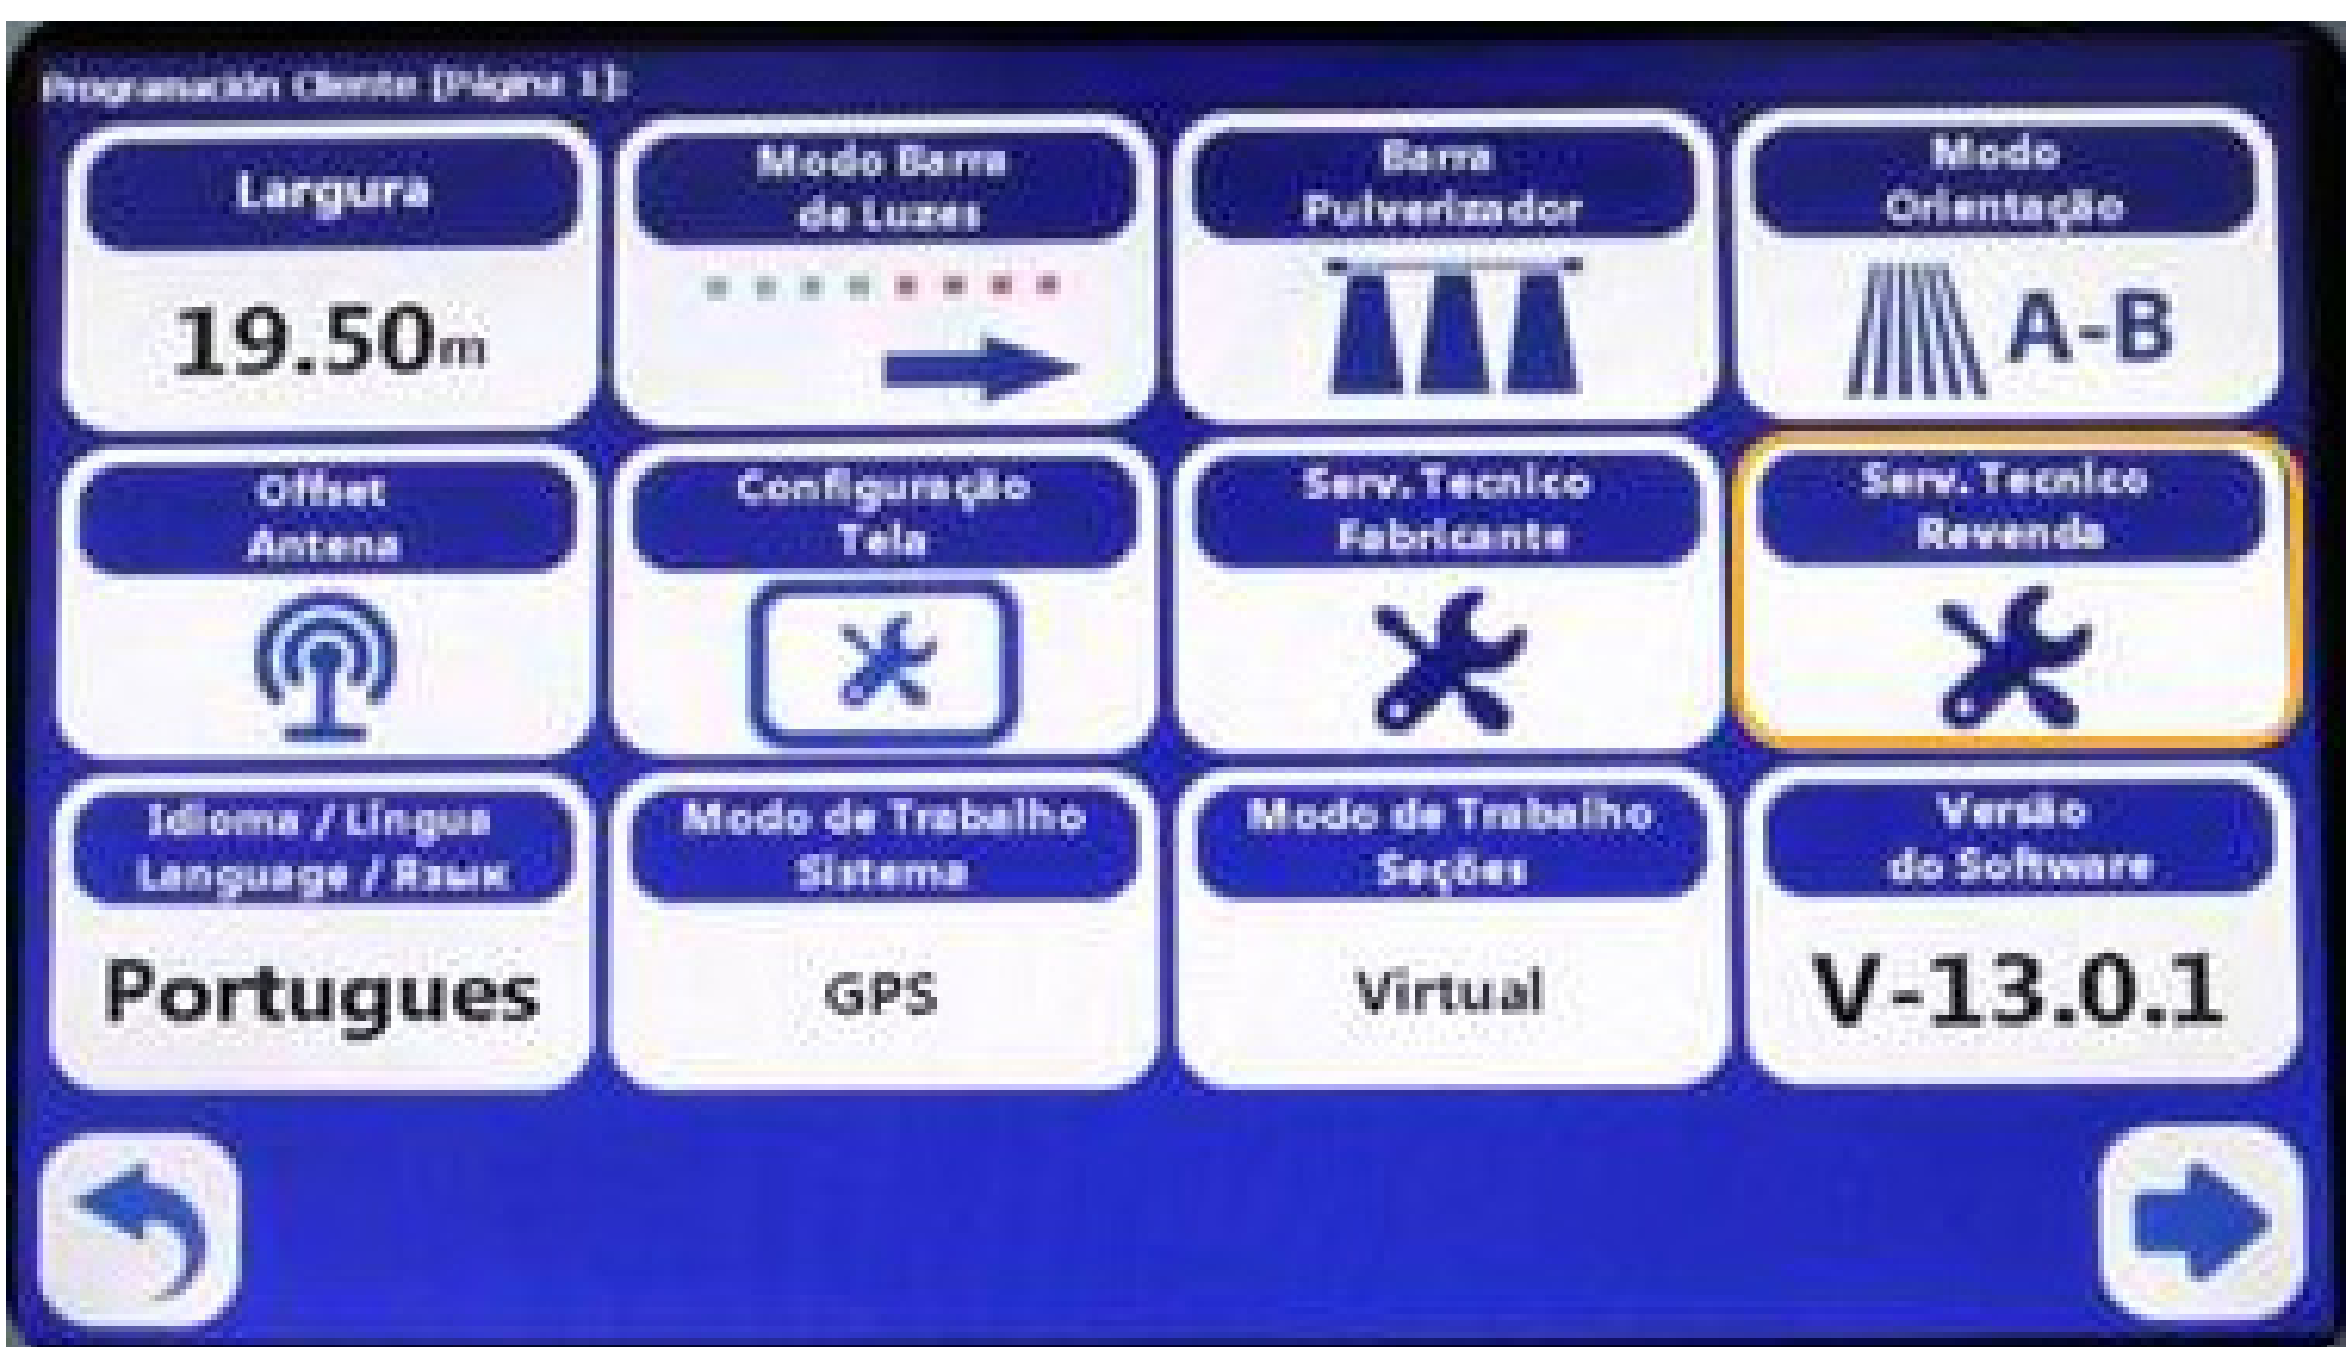 Programación Cliente [Página 1]:
Largura
19.50m
Modo Barra
de Luzes
Barra
Pulverizador
Modo
Orientação
A-B
Offset
Antena
Configuração
Tela
Serv. Tecnico
Fabricante
Serv. Tecnico
Revenda
Idioma / Língua
Language / Язык
Portugues
Modo de Trabalho
Sistema
GPS
Modo de Trabalho
Seções
Virtual
Versão
do Software
V-13.0.1